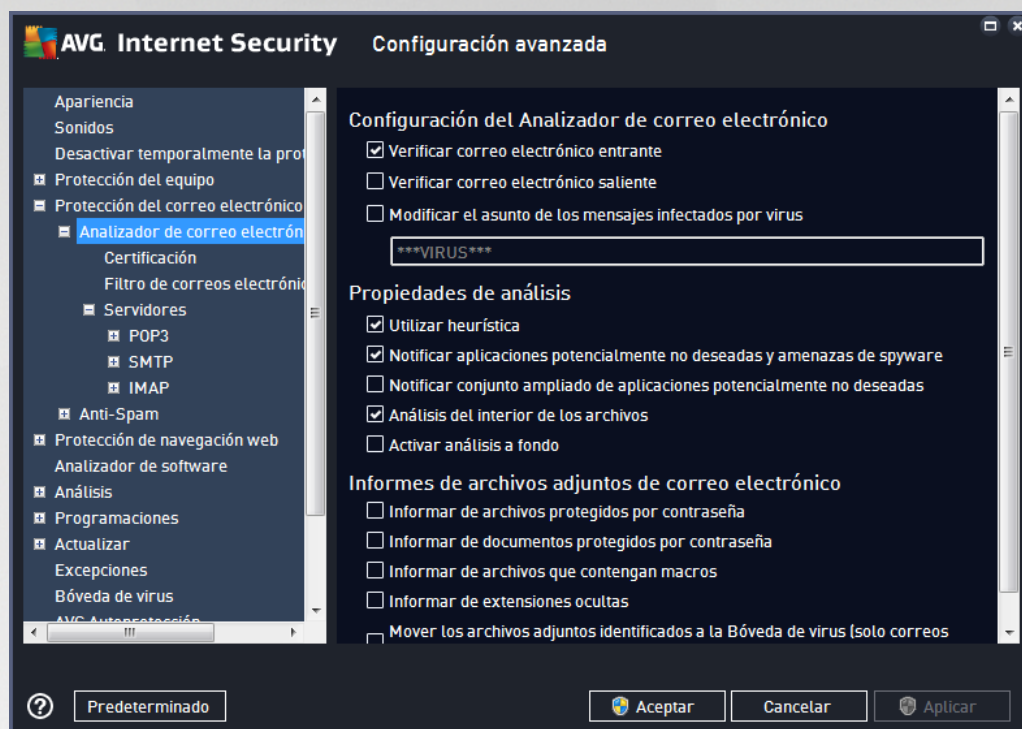 AVG. Internet Security
Configuración avanzada
Apariencia
Sonidos
Desactivar temporalmente la prot
Protección del equipo
Protección del correo electrónico
Analizador de correo electrón
Certificación
Filtro de correos electrónic
Servidores
POP3
SMTP
IMAP
Anti-Spam
Protección de navegación web
Analizador de software
Análisis
Programaciones
Actualizar
Excepciones
Bóveda de virus
AVG Autoprotección
Configuración del Analizador de correo electrónico
Verificar correo electrónico entrante
Verificar correo electrónico saliente
Modificar el asunto de los mensajes infectados por virus
***VIRUS***
Propiedades de análisis
Utilizar heurística
Notificar aplicaciones potencialmente no deseadas y amenazas de spyware
Notificar conjunto ampliado de aplicaciones potencialmente no deseadas
Análisis del interior de los archivos
Activar análisis a fondo
Informes de archivos adjuntos de correo electrónico
Informar de archivos protegidos por contraseña
Informar de documentos protegidos por contraseña
Informar de archivos que contengan macros
Informar de extensiones ocultas
Mover los archivos adjuntos identificados a la Bóveda de virus (solo correos
Predeterminado
Aceptar
Cancelar
Aplicar